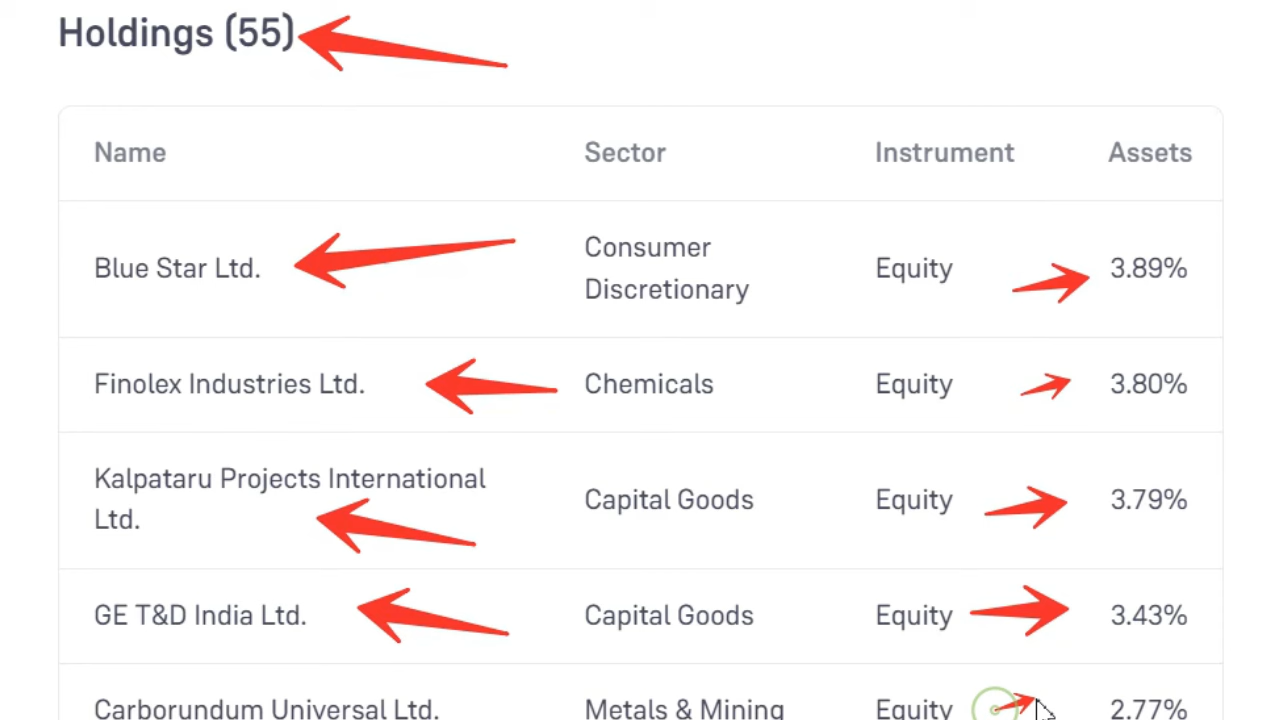 Holdings (55)
Name Sector Instrument Assets
Blue Star Ltd. Consumer Discretionary Equity 3.89%
Finolex Industries Ltd. Chemicals Equity 3.80%
Kalpataru Projects International Ltd. Capital Goods Equity 3.79%
GE T&D India Ltd. Capital Goods Equity 3.43%
Carborundum Universal Ltd. Metals & Mining Equity 2.77%